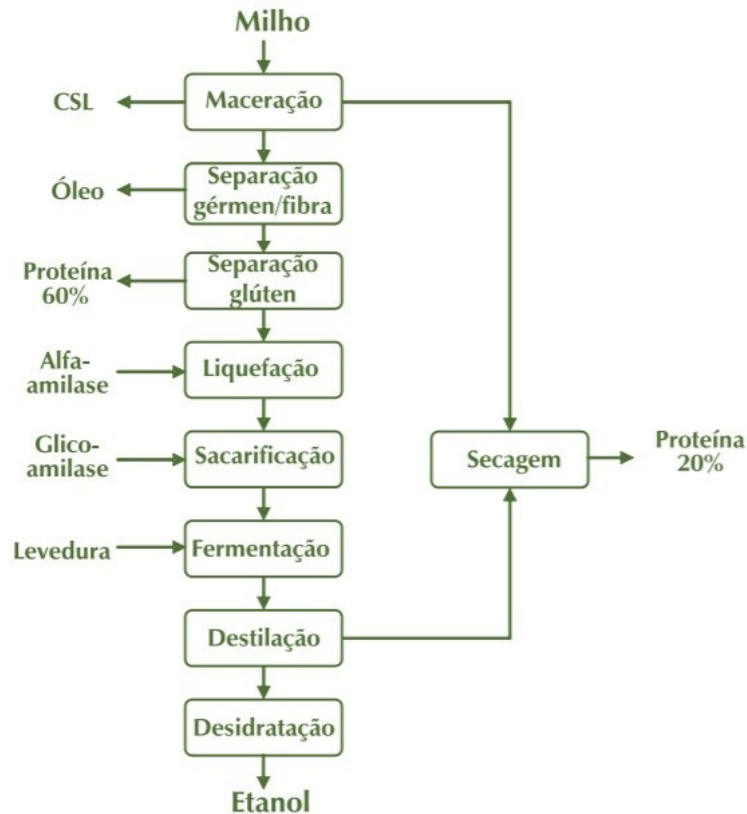 Milho
CSL
Maceração
Óleo
Separação
gérmen/fibra
Proteína
60%
Separação
glúten
Alfa-
amilase
Liquefação
Glico-
amilase
Sacarificação
Secagem
Proteína
20%
Levedura
Fermentação
Destilação
Desidratação
Etanol